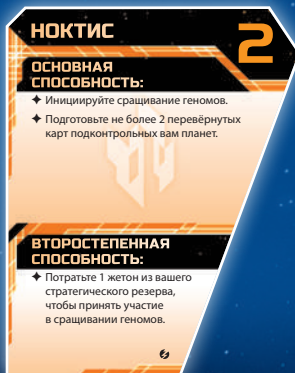 НОКТИС
2
ОСНОВНАЯ
СПОСОБНОСТЬ:
✦ Инициируйте сращивание геномов.
✦ Подготовьте не более 2 перевёрнутых
карт подконтрольных вам планет.
ВТОРОСТЕПЕННАЯ
СПОСОБНОСТЬ:
✦ Потратьте 1 жетон из вашего
стратегического резерва,
чтобы принять участие
в сращивании геномов.